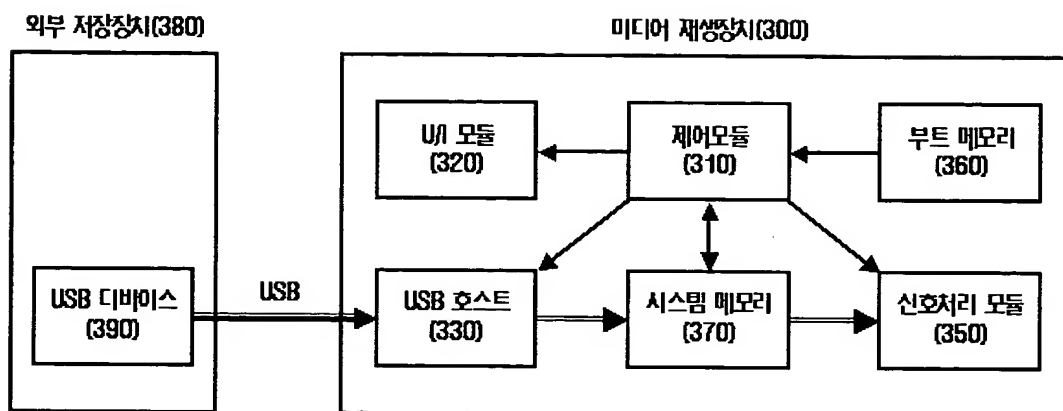 외부 저장장치(380)
미디어 재생장치(300)
U/I 모듈
(320)
제어모듈
(310)
부트 메모리
(360)
USB 디바이스
(390)
USB
USB 호스트
(330)
시스템 메모리
(370)
신호처리 모듈
(350)